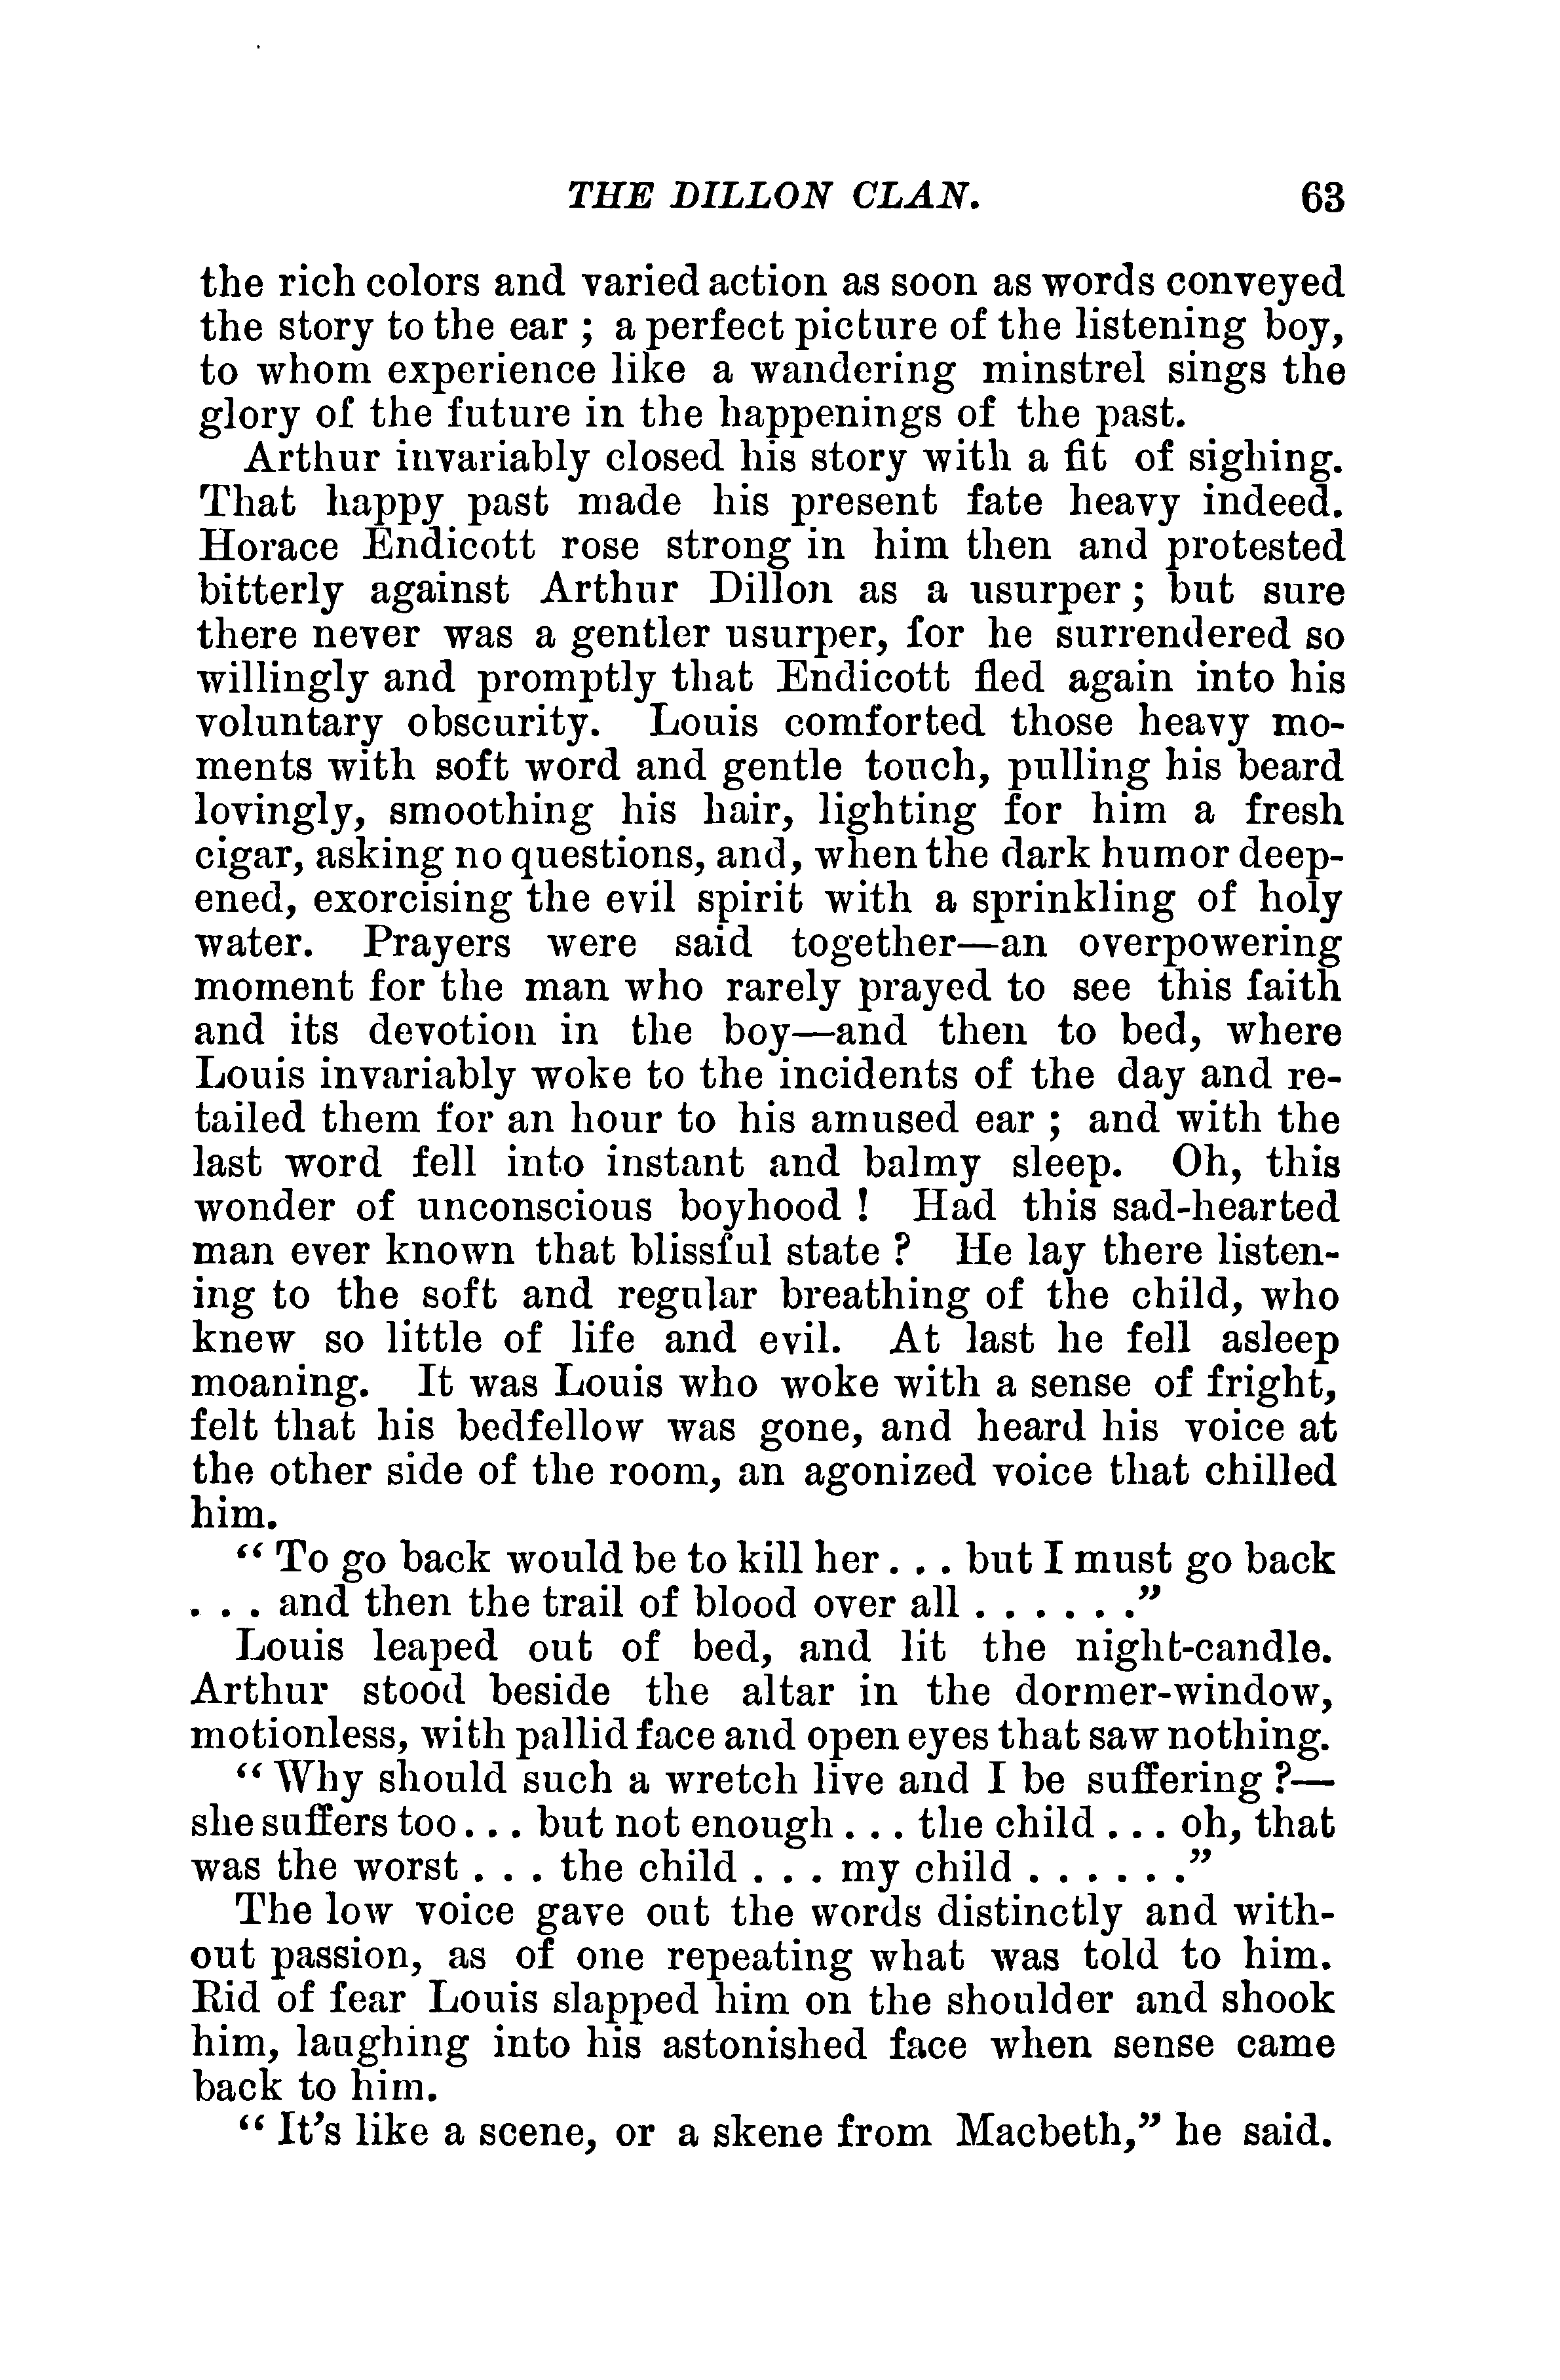 THE DILLON CLAN. 63
the rich colors and varied action as soon as words conveyed
the story to the ear ; a perfect picture of the listening boy,
to whom experience like a wandering minstrel sings the
glory of the future in the happenings of the past.
Arthur invariably closed his story with a fit of sighing.
That happy past made his present fate heavy indeed.
Horace Endicott rose strong in him then and protested
bitterly against Arthur Dillon as a usurper ; but sure
there never was a gentler usurper, for he surrendered so
willingly and promptly that Endicott fled again into his
voluntary obscurity. Louis comforted those heavy mo-
ments with soft word and gentle touch, pulling his beard
lovingly, smoothing his hair, lighting for him a fresh
cigar, asking no questions, and, when the dark humor deep-
ened, exorcising the evil spirit with a sprinkling of holy
water. Prayers were said together—an overpowering
moment for the man who rarely prayed to see this faith
and its devotion in the boy—and then to bed, where
Louis invariably woke to the incidents of the day and re-
tailed them for an hour to his amused ear ; and with the
last word fell into instant and balmy sleep. Oh, this
wonder of unconscious boyhood ! Had this sad-hearted
man ever known that blissful state ? He lay there listen-
ing to the soft and regular breathing of the child, who
knew so little of life and evil. At last he fell asleep
moaning. It was Louis who woke with a sense of fright,
felt that his bedfellow was gone, and heard his voice at
the other side of the room, an agonized voice that chilled
him.
“ To go back would be to kill her . . . but I must go back
. . . and then the trail of blood over all . . . . . .”
Louis leaped out of bed, and lit the night-candle.
Arthur stood beside the altar in the dormer-window,
motionless, with pallid face and open eyes that saw nothing.
“ Why should such a wretch live and I be suffering ?—
she suffers too . . . but not enough . . . the child . . . oh, that
was the worst . . . the child . . . my child . . . . . .”
The low voice gave out the words distinctly and with-
out passion, as of one repeating what was told to him.
Rid of fear Louis slapped him on the shoulder and shook
him, laughing into his astonished face when sense came
back to him.
“ It’s like a scene, or a skene from Macbeth,” he said.